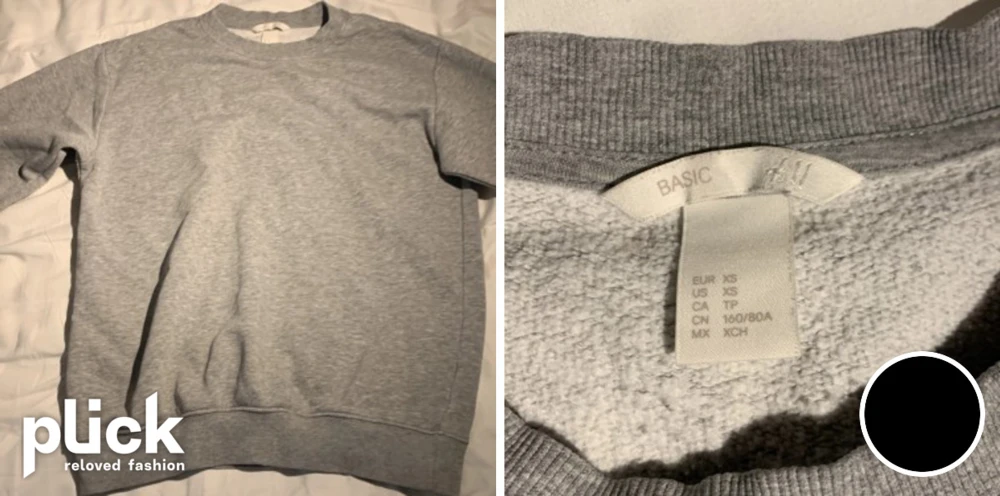 plick
reloved fashion
BASIC
EUR XS
US XS
CA TP
CN 160/80A
MX XCH